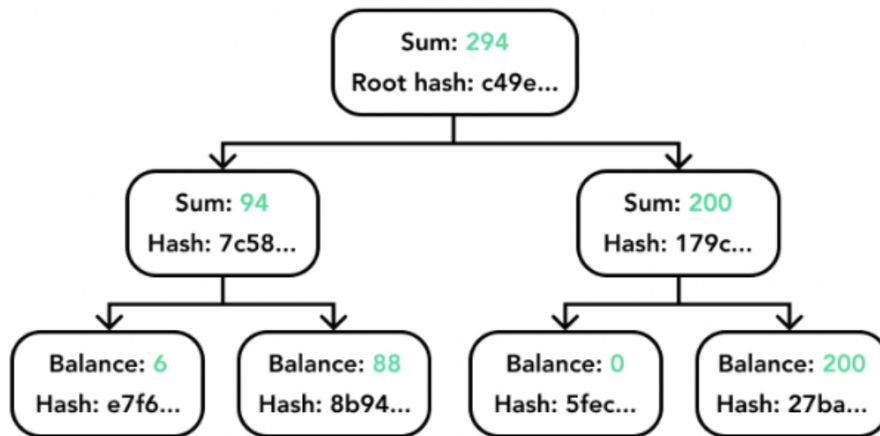 Sum: 294
Root hash: c49e...
Sum: 94
Hash: 7c58...
Sum: 200
Hash: 179c...
Balance: 6
Hash: e7f6...
Balance: 88
Hash: 8b94...
Balance: 0
Hash: 5fec...
Balance: 200
Hash: 27ba...